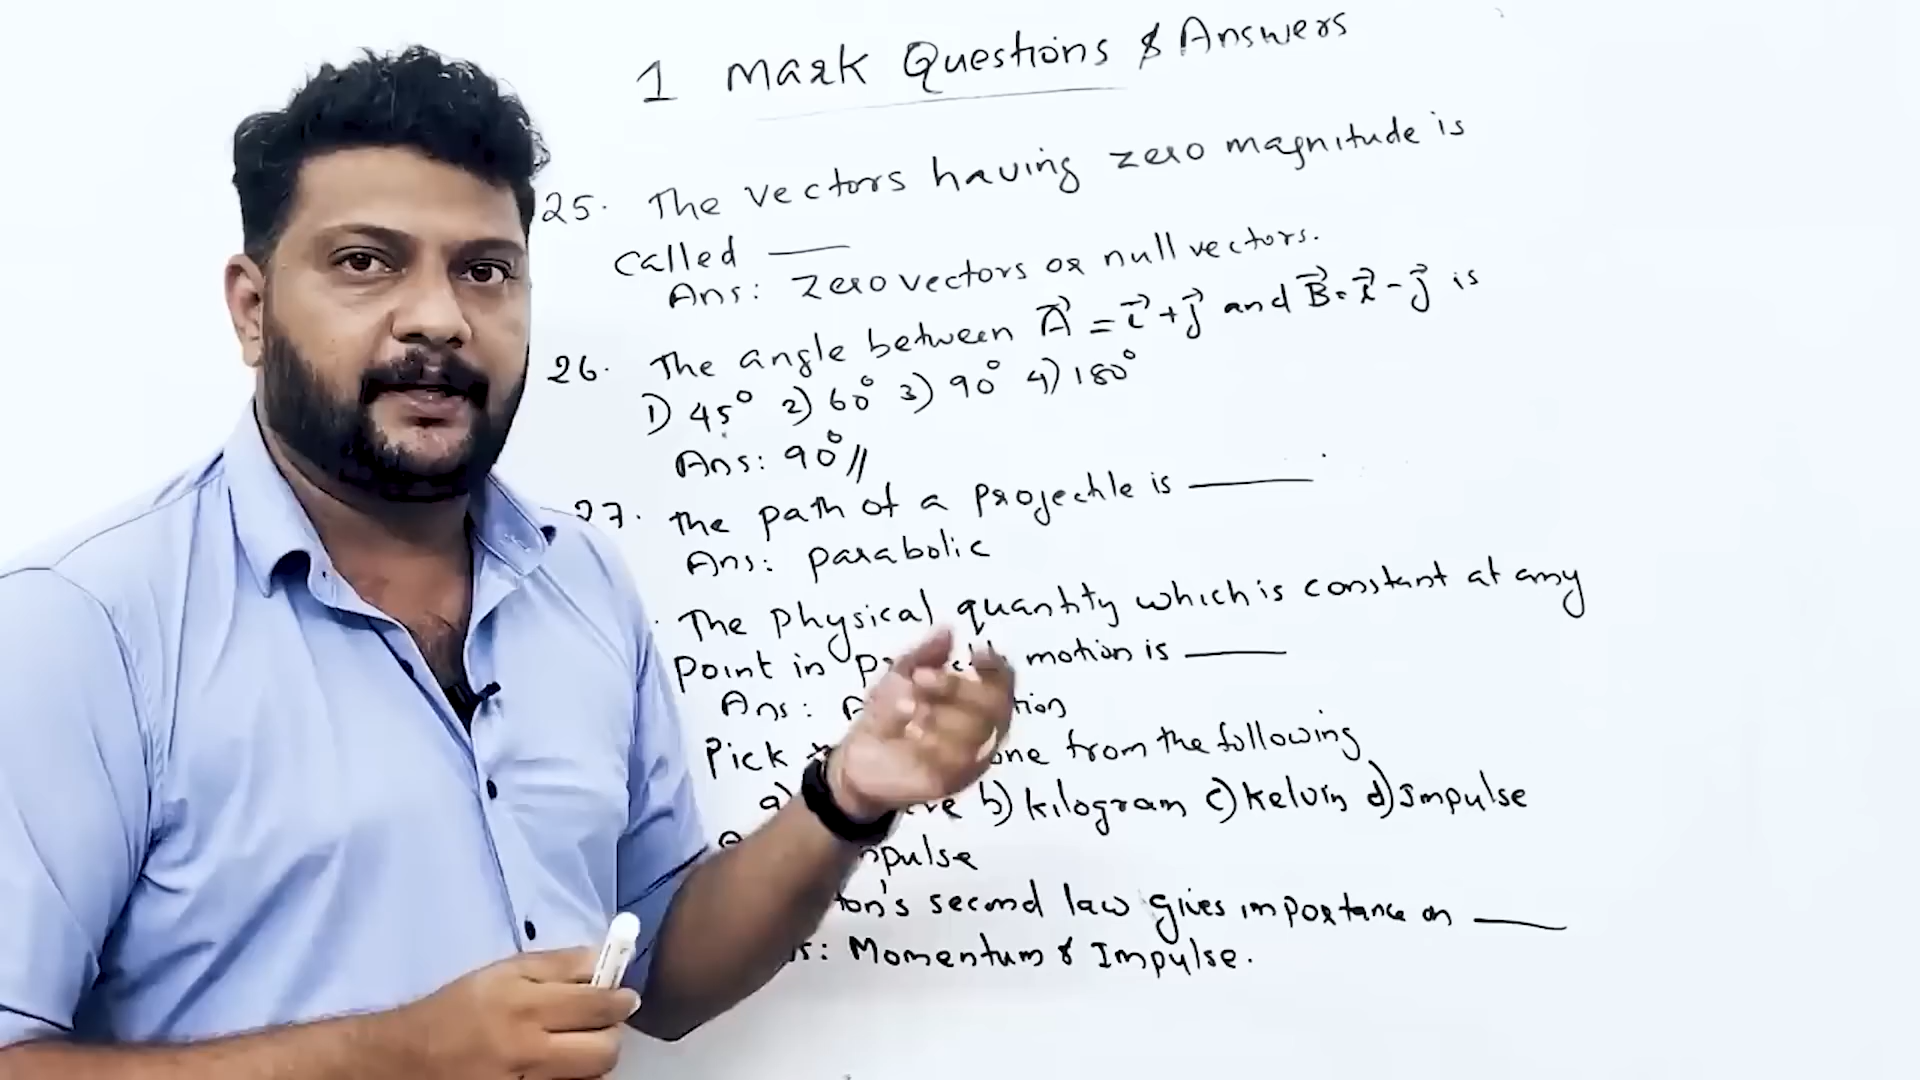 1 Mark Questions & Answers
25. The vectors having zero magnitude is
called ___
Ans: Zero vectors or null vectors.
26. The angle between A⃗ = i⃗ + j⃗ and B⃗ = i⃗ - j⃗ is
1) 45° 2) 60° 3) 90° 4) 180°
Ans: 90°//
27. The path of a projectile is ___
Ans: parabolic
The physical quantity which is constant at any
point in motion is ___
Ans:
Pick one from the following
a) b) kilogram c) kelvin d) Impulse
second law gives importance on ___
Momentum & Impulse.